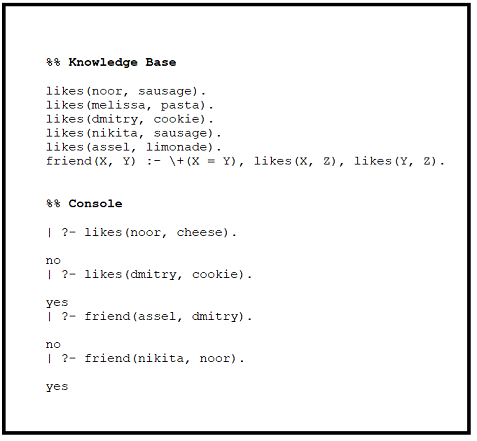 %% Knowledge Base
likes(noor, sausage).
likes(melissa, pasta).
likes(dmitry, cookie).
likes(nikita, sausage).
likes(assel, limonade).
friend(X, Y) :- \+(X = Y), likes(X, Z), likes(Y, Z).
%% Console
| ?- likes(noor, cheese).
no
| ?- likes(dmitry, cookie).
yes
| ?- friend(assel, dmitry).
no
| ?- friend(nikita, noor).
yes